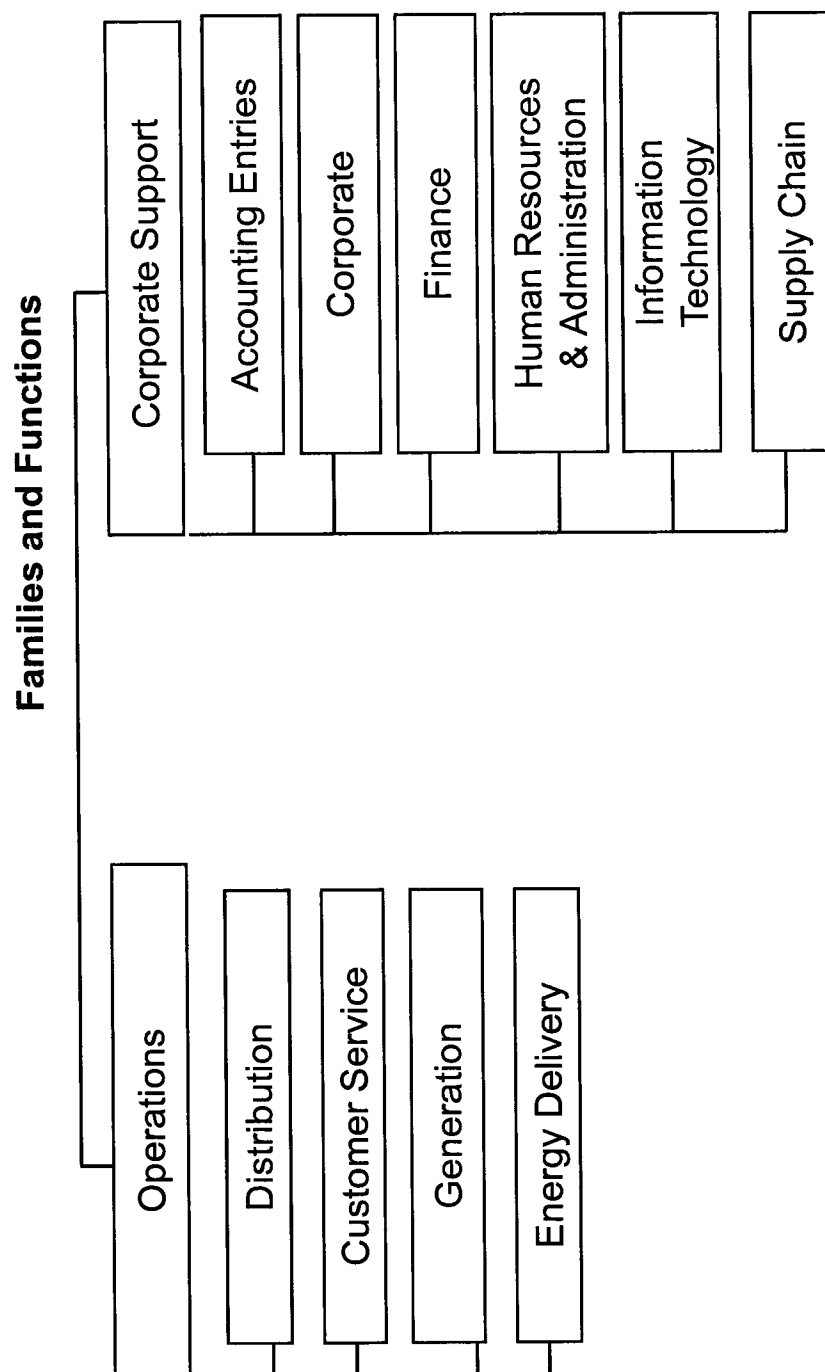 Families and Functions
Operations
Distribution
Customer Service
Generation
Energy Delivery
Corporate Support
Accounting Entries
Corporate
Finance
Human Resources
& Administration
Information
Technology
Supply Chain